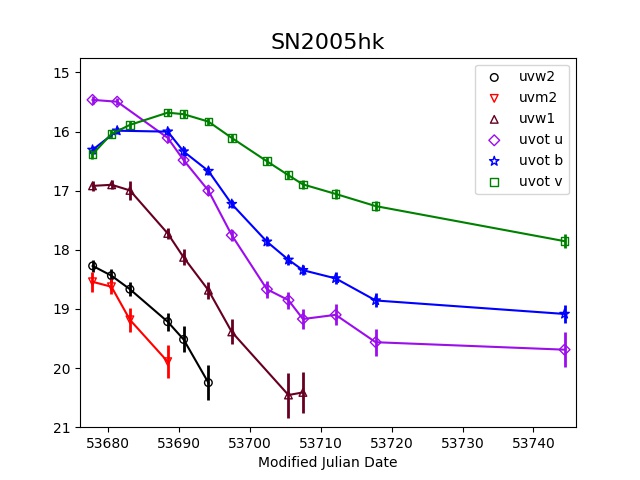 SN2005hk
15
16
17
18
19
20
21
uvw2
uvm2
uvw1
uvot u
uvot b
uvot v
53680 53690 53700 53710 53720 53730 53740
Modified Julian Date